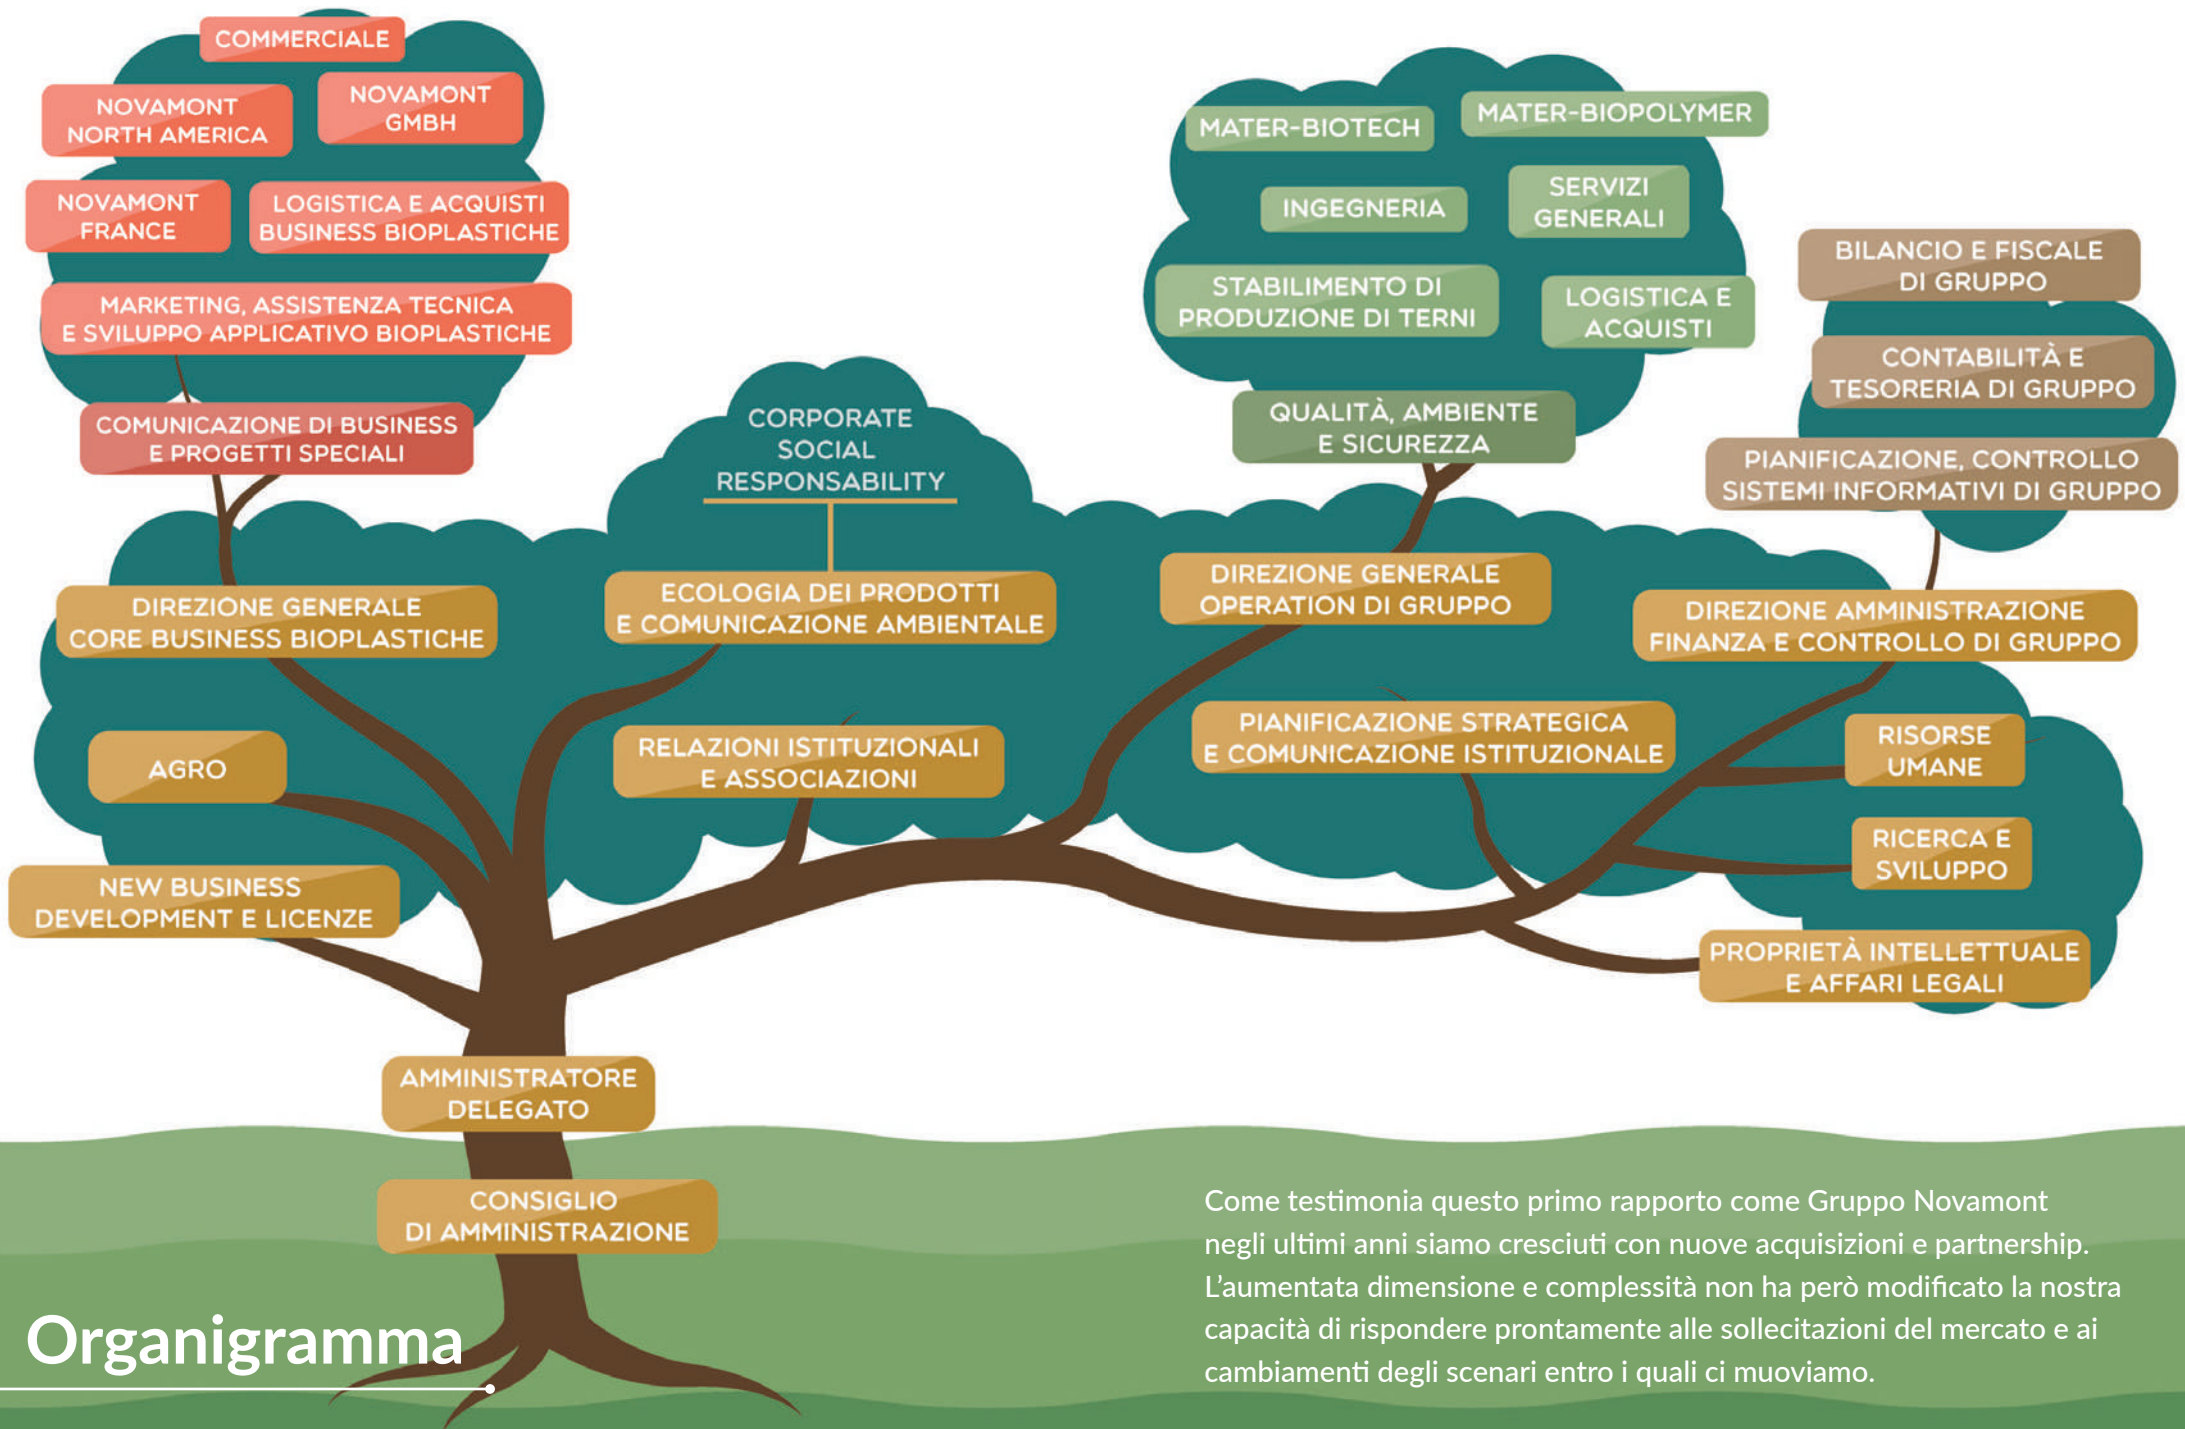 COMMERCIALE
NOVAMONT
NORTH AMERICA
NOVAMONT
GMBH
NOVAMONT
FRANCE
LOGISTICA E ACQUISTI
BUSINESS BIOPLASTICHE
MARKETING, ASSISTENZA TECNICA
E SVILUPPO APPLICATIVO BIOPLASTICHE
COMUNICAZIONE DI BUSINESS
E PROGETTI SPECIALI
CORPORATE
SOCIAL
RESPONSABILITY
MATER-BIOTECH
MATER-BIOPOLYMER
INGEGNERIA
SERVIZI
GENERALI
STABILIMENTO DI
PRODUZIONE DI TERNI
LOGISTICA E
ACQUISTI
QUALITÀ, AMBIENTE
E SICUREZZA
BILANCIO E FISCALE
DI GRUPPO
CONTABILITÀ E
TESORERIA DI GRUPPO
PIANIFICAZIONE, CONTROLLO
SISTEMI INFORMATIVI DI GRUPPO
DIREZIONE GENERALE
CORE BUSINESS BIOPLASTICHE
ECOLOGIA DEI PRODOTTI
E COMUNICAZIONE AMBIENTALE
DIREZIONE GENERALE
OPERATION DI GRUPPO
DIREZIONE AMMINISTRAZIONE
FINANZA E CONTROLLO DI GRUPPO
AGRO
RELAZIONI ISTITUZIONALI
E ASSOCIAZIONI
PIANIFICAZIONE STRATEGICA
E COMUNICAZIONE ISTITUZIONALE
RISORSE
UMANE
RICERCA E
SVILUPPO
NEW BUSINESS
DEVELOPMENT E LICENZE
PROPRIETÀ INTELLETTUALE
E AFFARI LEGALI
AMMINISTRATORE
DELEGATO
CONSIGLIO
DI AMMINISTRAZIONE
Organigramma
Come testimonia questo primo rapporto come Gruppo Novamont
negli ultimi anni siamo cresciuti con nuove acquisizioni e partnership.
L'aumentata dimensione e complessità non ha però modificato la nostra
capacità di rispondere prontamente alle sollecitazioni del mercato e ai
cambiamenti degli scenari entro i quali ci muoviamo.